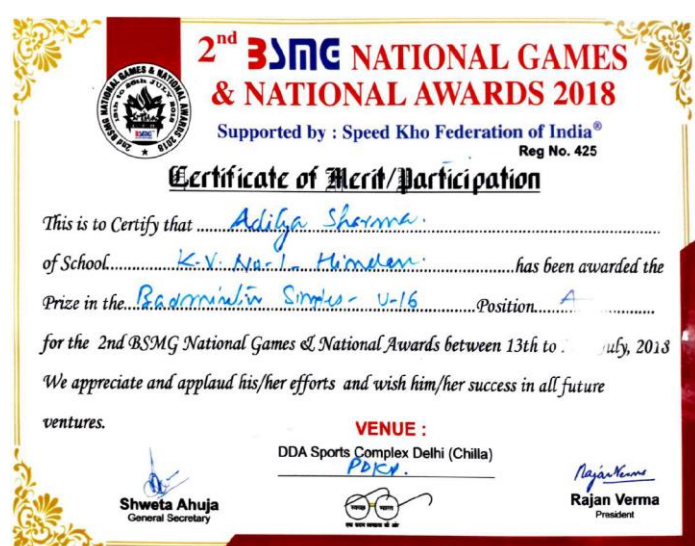 2nd BSMG NATIONAL GAMES
& NATIONAL AWARDS 2018
Supported by : Speed Kho Federation of India®
Reg No. 425
Certificate of Merit/Participation
This is to Certify that Aditya Sharma.
of School K.V. No-1 Hindan. has been awarded the
Prize in the Badminton Singles - U-16 Position A
for the 2nd BSMG National Games & National Awards between 13th to July, 2018
We appreciate and applaud his/her efforts and wish him/her success in all future
ventures.
VENUE :
DDA Sports Complex Delhi (Chilla)
Shweta Ahuja
General Secretary
Rajan Verma
Rajan Verma
President